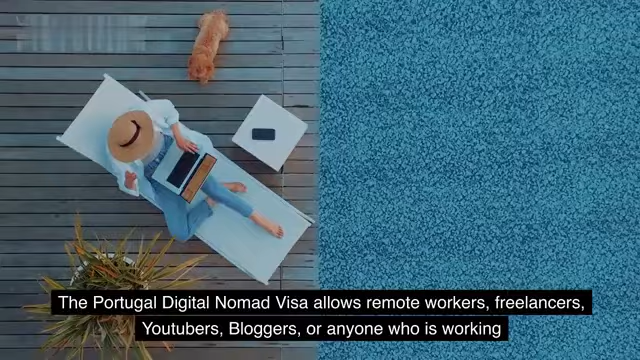 The Portugal Digital Nomad Visa allows remote workers, freelancers,
Youtubers, Bloggers, or anyone who is working